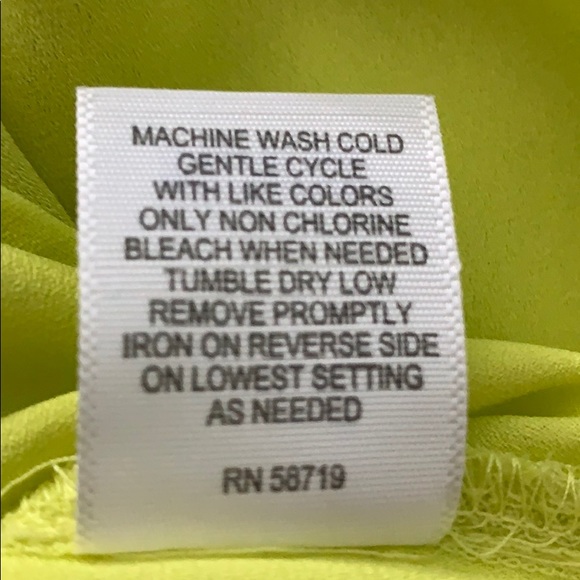 MACHINE WASH COLD
GENTLE CYCLE
WITH LIKE COLORS
ONLY NON CHLORINE
BLEACH WHEN NEEDED
TUMBLE DRY LOW
REMOVE PROMPTLY
IRON ON REVERSE SIDE
ON LOWEST SETTING
AS NEEDED
RN 58719